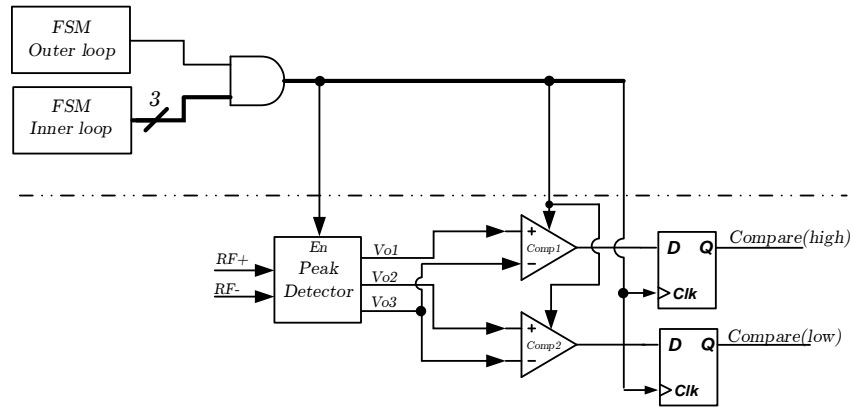 FSM
Outer loop
FSM
Inner loop
3
En
Peak
Detector
RF+
RF-
Vo1
Vo2
Vo3
+
Comp1
−
+
Comp2
−
D Q
Clk
Compare(high)
D Q
Clk
Compare(low)